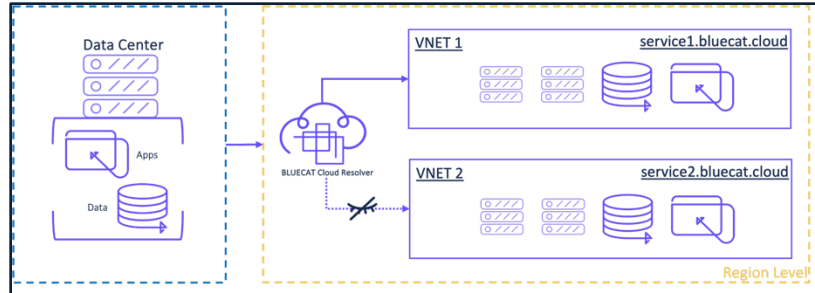 Data Center
Apps
Data
BLUECAT Cloud Resolver
VNET 1
service1.bluecat.cloud
VNET 2
service2.bluecat.cloud
Region Level